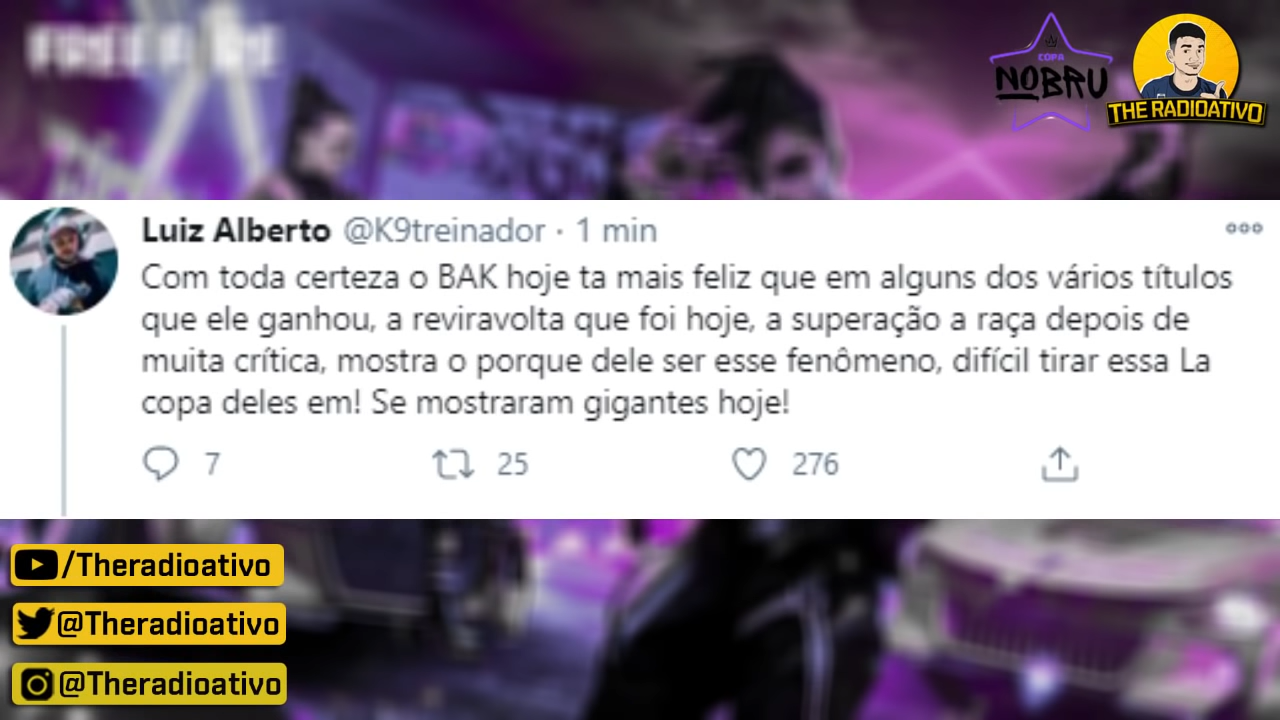 FREE FIRE
COPA
NOBRU
THE RADIOATIVO
Luiz Alberto @K9treinador · 1 min
Com toda certeza o BAK hoje ta mais feliz que em alguns dos vários títulos
que ele ganhou, a reviravolta que foi hoje, a superação a raça depois de
muita crítica, mostra o porque dele ser esse fenômeno, difícil tirar essa La
copa deles em! Se mostraram gigantes hoje!
7 25 276
/Theradioativo
@Theradioativo
@Theradioativo